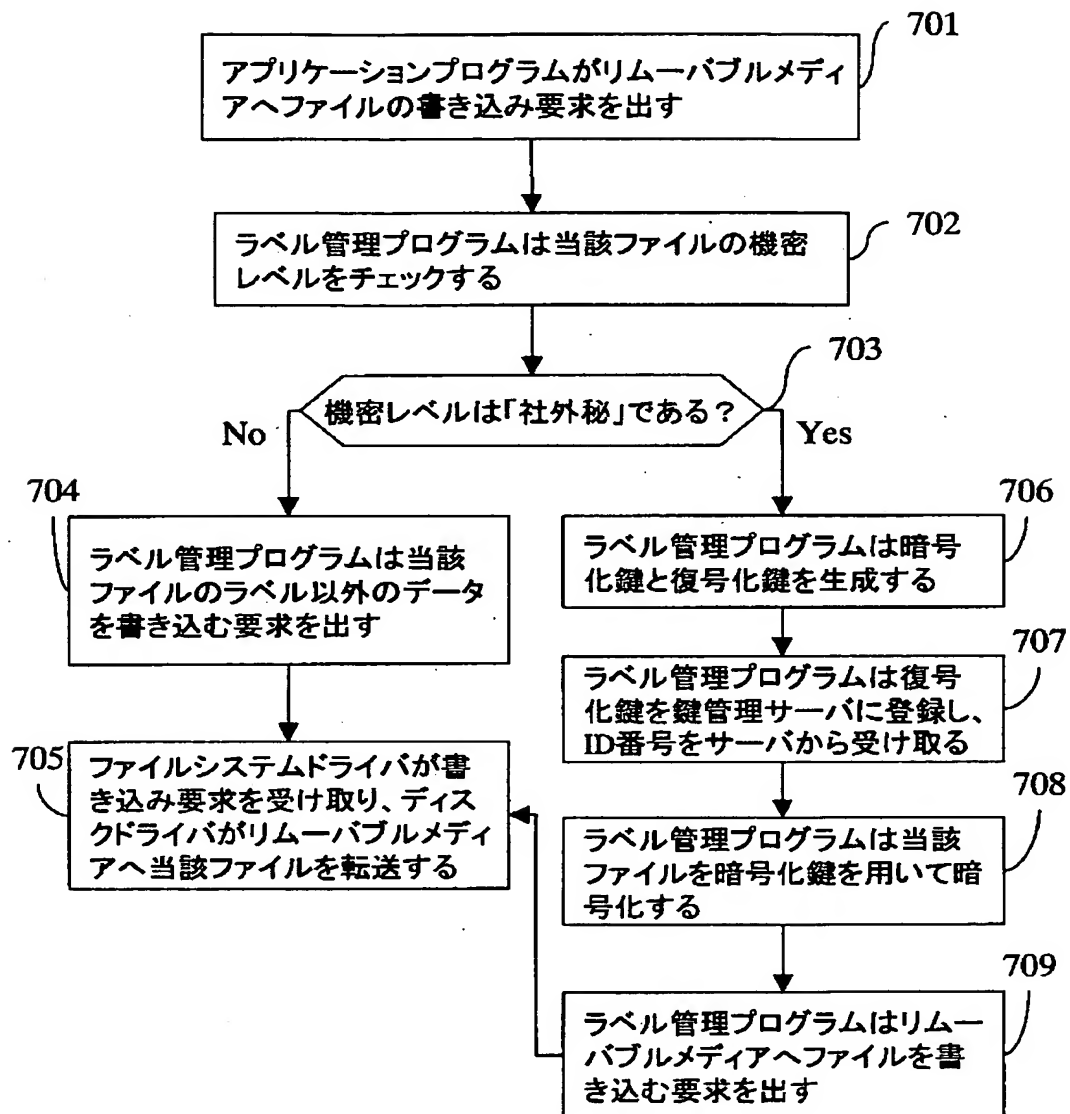 701
アプリケーションプログラムがリムーバブルメディ
アへファイルの書き込み要求を出す
702
ラベル管理プログラムは当該ファイルの機密
レベルをチェックする
703
機密レベルは「社外秘」である?
No
Yes
704
ラベル管理プログラムは当該
ファイルのラベル以外のデータ
を書き込む要求を出す
705
ファイルシステムドライバが書
き込み要求を受け取り、ディス
クドライバがリムーバブルメディ
アへ当該ファイルを転送する
706
ラベル管理プログラムは暗号
化鍵と復号化鍵を生成する
707
ラベル管理プログラムは復号
化鍵を鍵管理サーバに登録し、
ID番号をサーバから受け取る
708
ラベル管理プログラムは当該
ファイルを暗号化鍵を用いて暗
号化する
709
ラベル管理プログラムはリムー
バブルメディアへファイルを書
き込む要求を出す